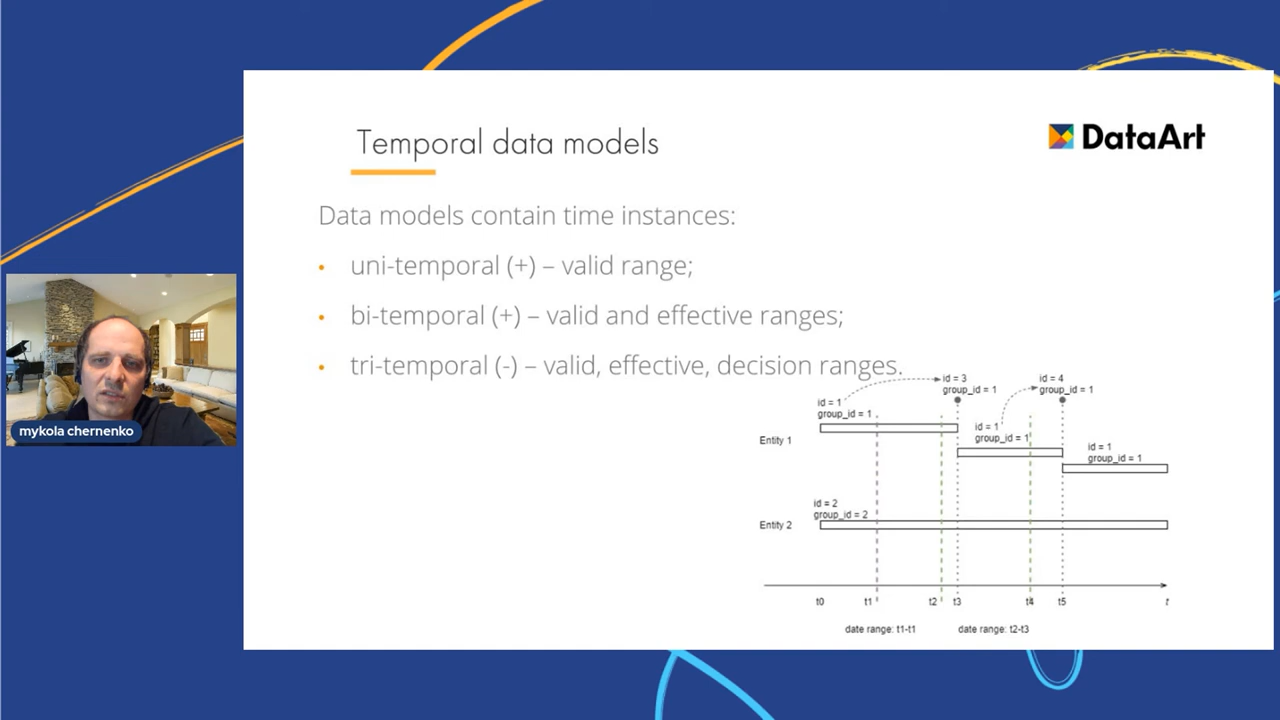 Temporal data models
DataArt
Data models contain time instances:
• uni-temporal (+) – valid range;
• bi-temporal (+) – valid and effective ranges;
• tri-temporal (-) – valid, effective, decision ranges.
mykola chernenko
id = 3
group_id = 1
id = 4
group_id = 1
id = 1
group_id = 1
id = 1
group_id = 1
id = 1
group_id = 1
Entity 1
id = 2
group_id = 2
Entity 2
t0 t1 t2 t3 t4 t5 t
date range: t1-t1 date range: t2-t3